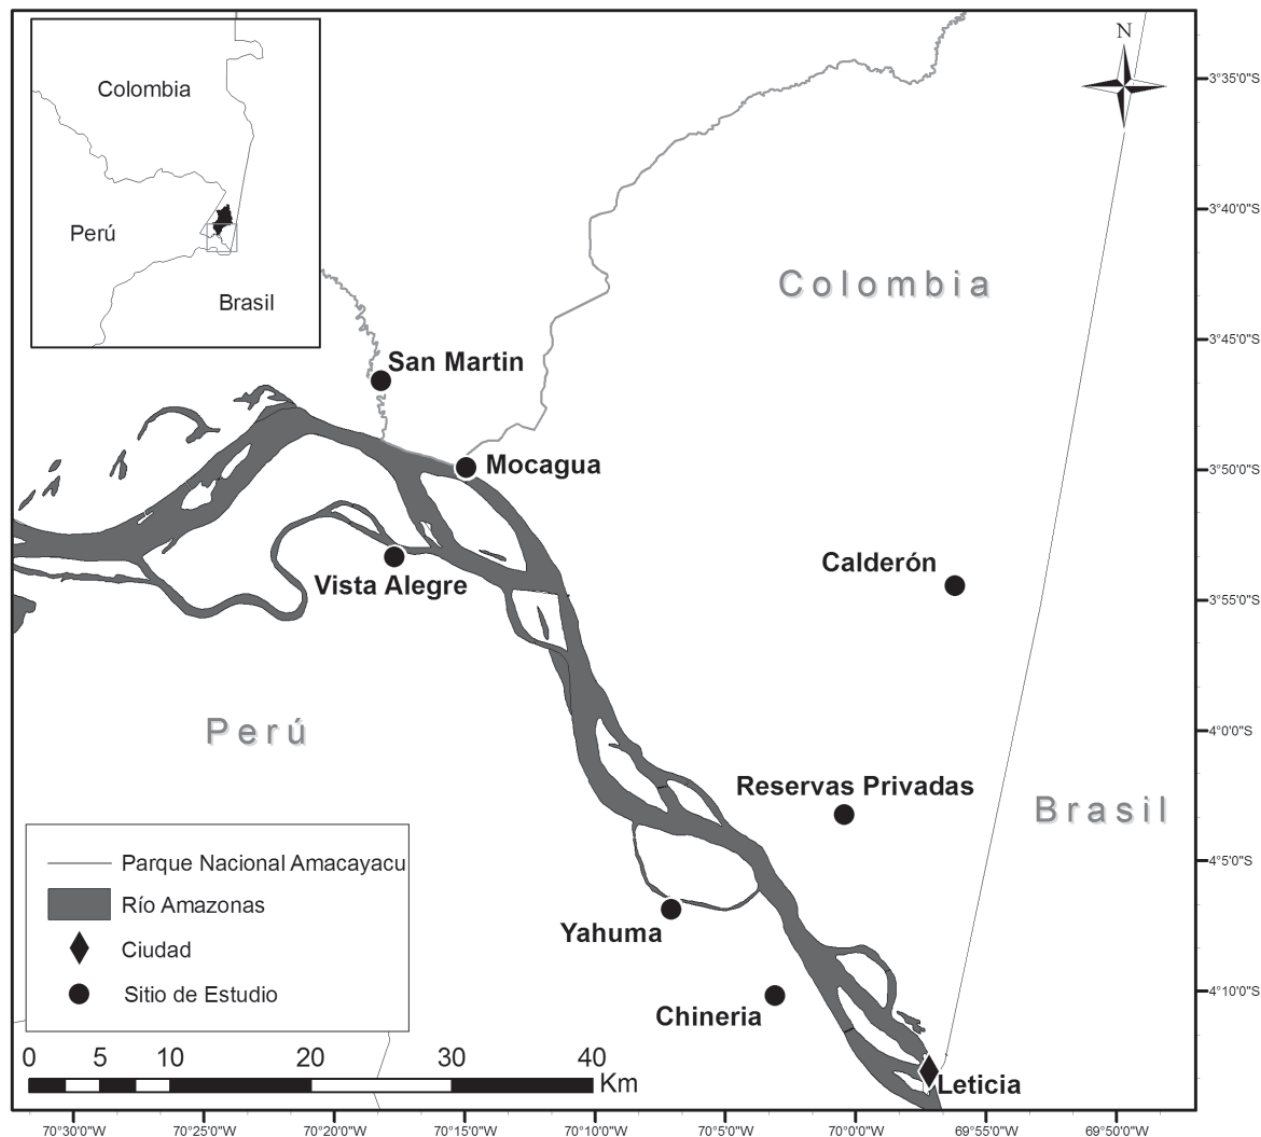 N
Colombia
Perú
Brasil
3°35'0"S
3°40'0"S
Colombia
3°45'0"S
San Martin
Mocagua
3°50'0"S
Calderón
Vista Alegre
3°55'0"S
Perú
4°0'0"S
Reservas Privadas
Brasil
4°5'0"S
Parque Nacional Amacayacu
Río Amazonas
Ciudad
Sitio de Estudio
Yahuma
4°10'0"S
Chineria
Leticia
0 5 10 20 30 40
Km
70°30'0"W 70°25'0"W 70°20'0"W 70°15'0"W 70°10'0"W 70°5'0"W 70°0'0"W 69°55'0"W 69°50'0"W